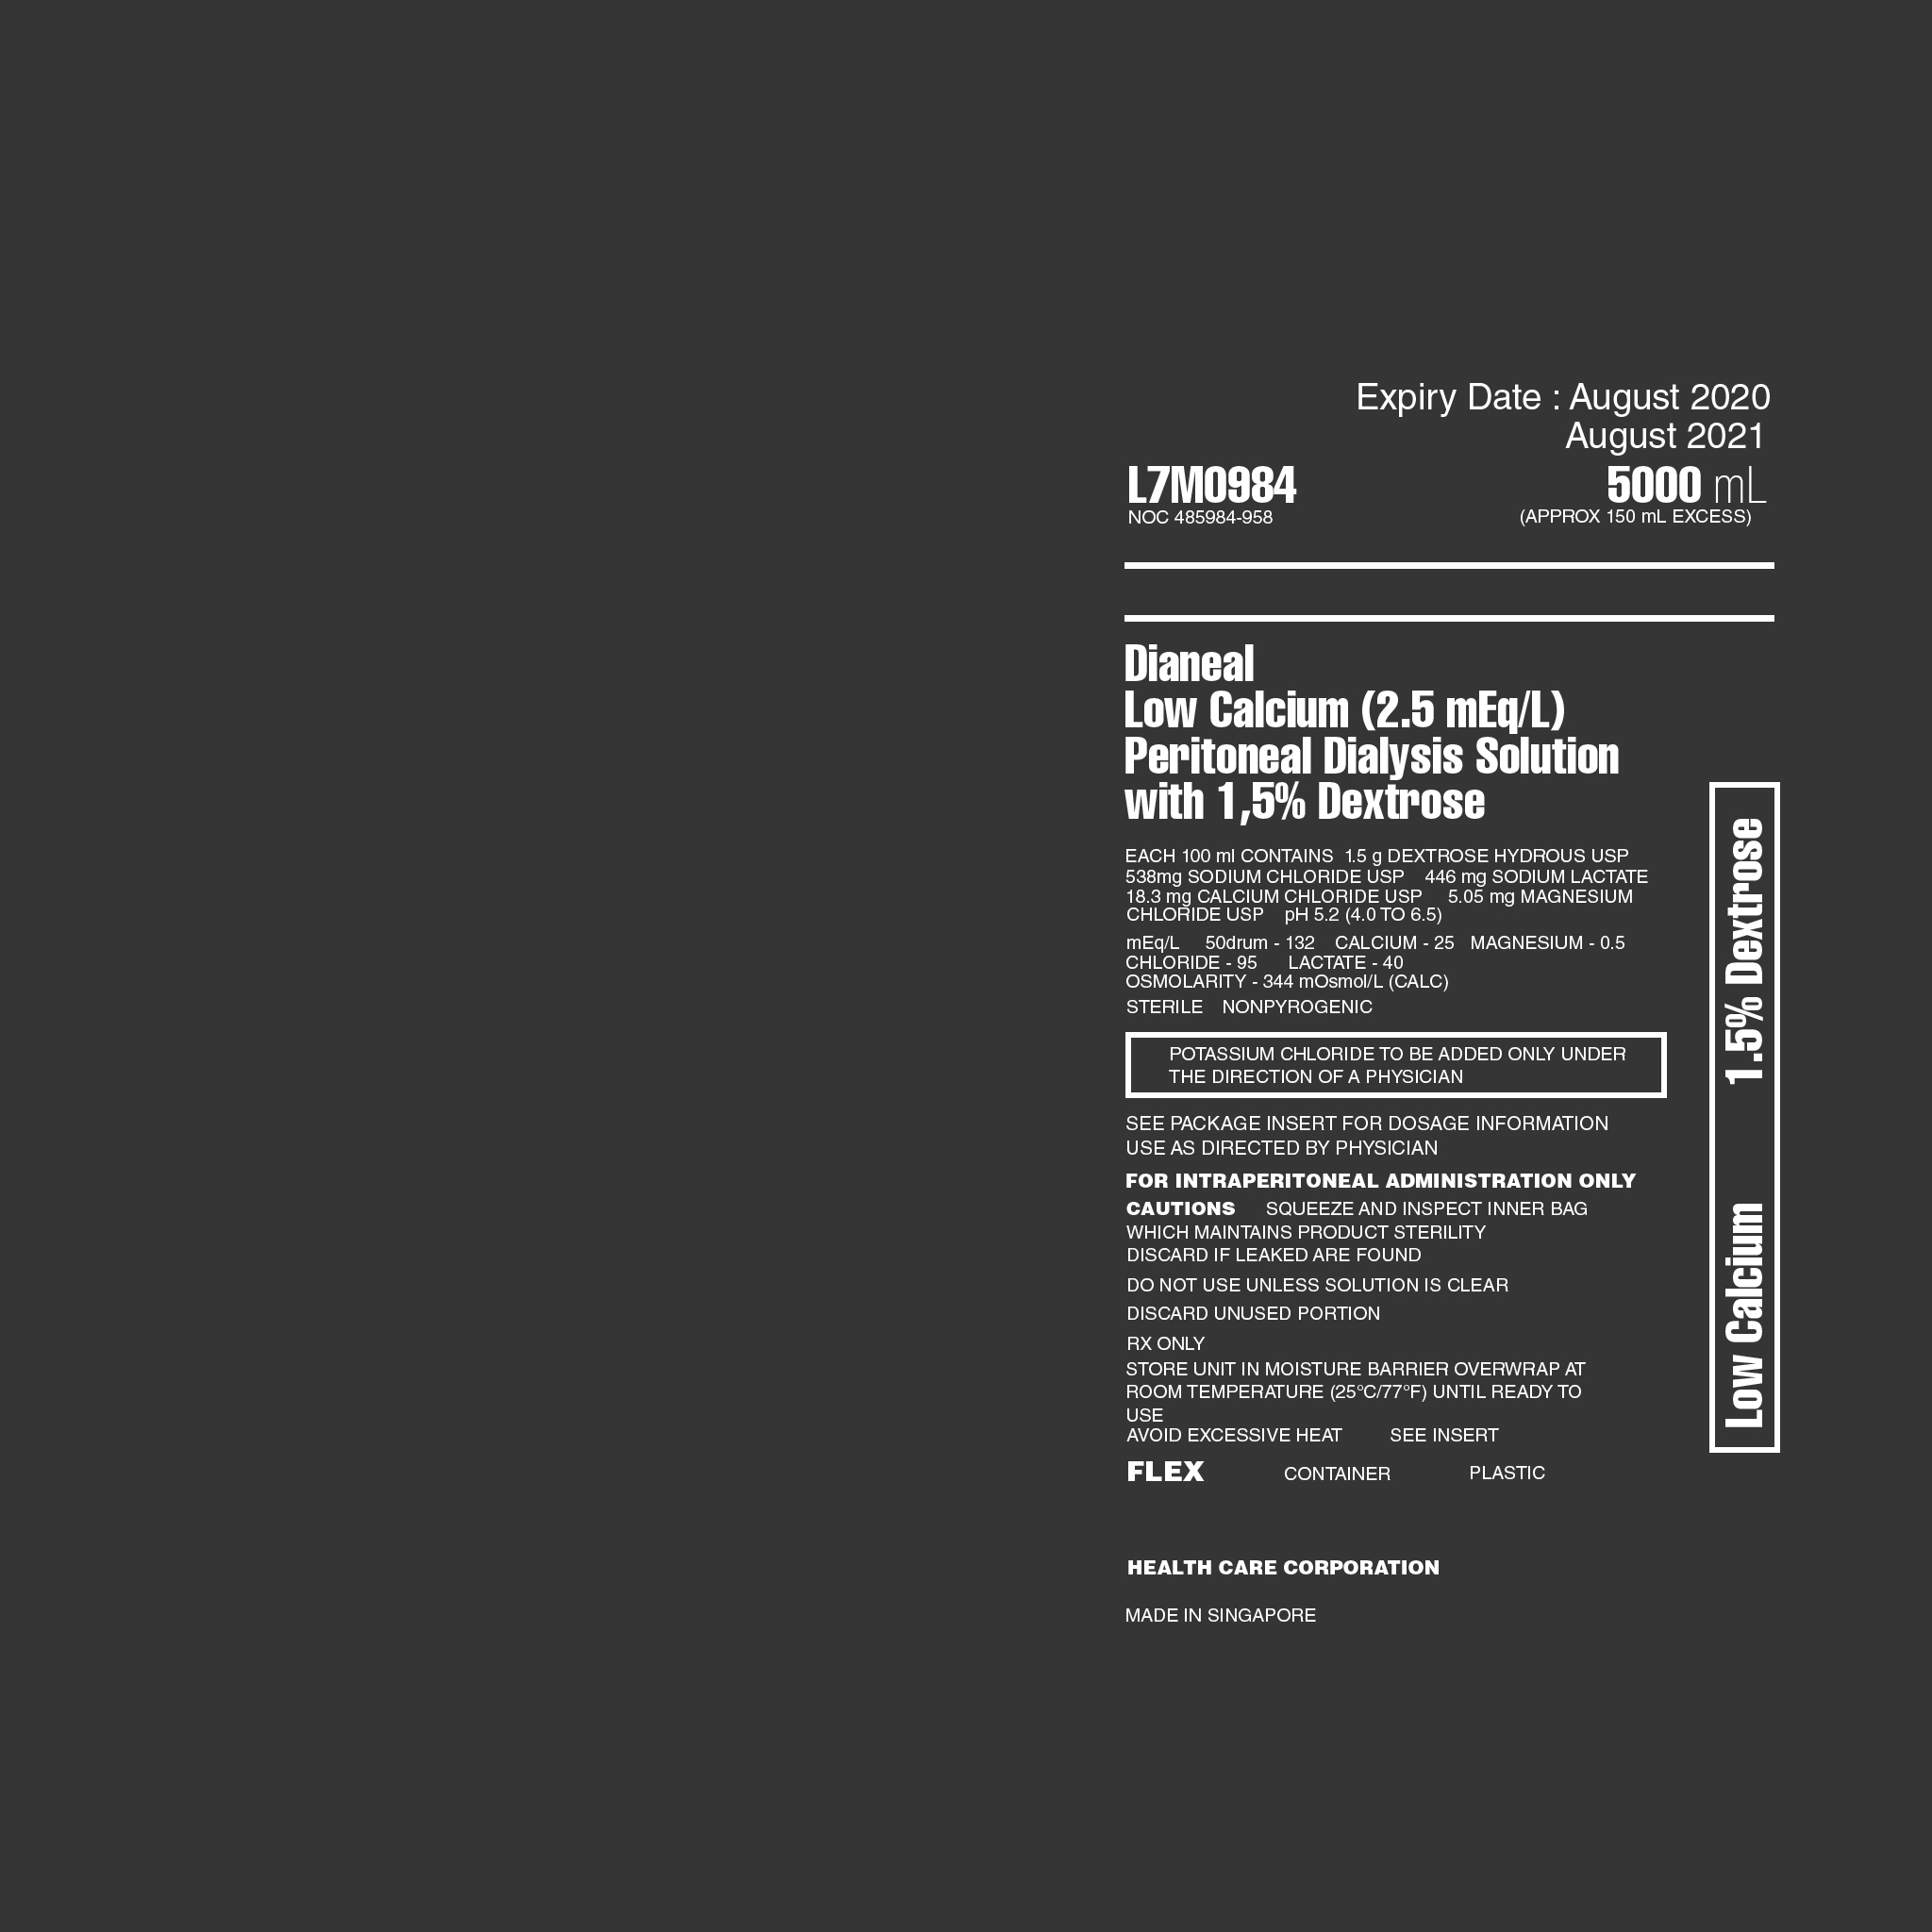 Expiry Date : August 2020
August 2021
L7M0984
5000 mL
NOC 485984-958
(APPROX 150 mL EXCESS)
Dianeal
Low Calcium (2.5 mEq/L)
Peritoneal Dialysis Solution
with 1,5% Dextrose
EACH 100 ml CONTAINS 1.5 g DEXTROSE HYDROUS USP
538mg SODIUM CHLORIDE USP 446 mg SODIUM LACTATE
18.3 mg CALCIUM CHLORIDE USP 5.05 mg MAGNESIUM
CHLORIDE USP pH 5.2 (4.0 TO 6.5)
mEq/L 50drum - 132 CALCIUM - 25 MAGNESIUM - 0.5
CHLORIDE - 95 LACTATE - 40
OSMOLARITY - 344 mOsmol/L (CALC)
STERILE NONPYROGENIC
POTASSIUM CHLORIDE TO BE ADDED ONLY UNDER
THE DIRECTION OF A PHYSICIAN
SEE PACKAGE INSERT FOR DOSAGE INFORMATION
USE AS DIRECTED BY PHYSICIAN
FOR INTRAPERITONEAL ADMINISTRATION ONLY
CAUTIONS SQUEEZE AND INSPECT INNER BAG
WHICH MAINTAINS PRODUCT STERILITY
DISCARD IF LEAKED ARE FOUND
DO NOT USE UNLESS SOLUTION IS CLEAR
DISCARD UNUSED PORTION
RX ONLY
STORE UNIT IN MOISTURE BARRIER OVERWRAP AT
ROOM TEMPERATURE (25°C/77°F) UNTIL READY TO
USE
AVOID EXCESSIVE HEAT SEE INSERT
FLEX CONTAINER PLASTIC
HEALTH CARE CORPORATION
MADE IN SINGAPORE
Low Calcium 1.5% Dextrose